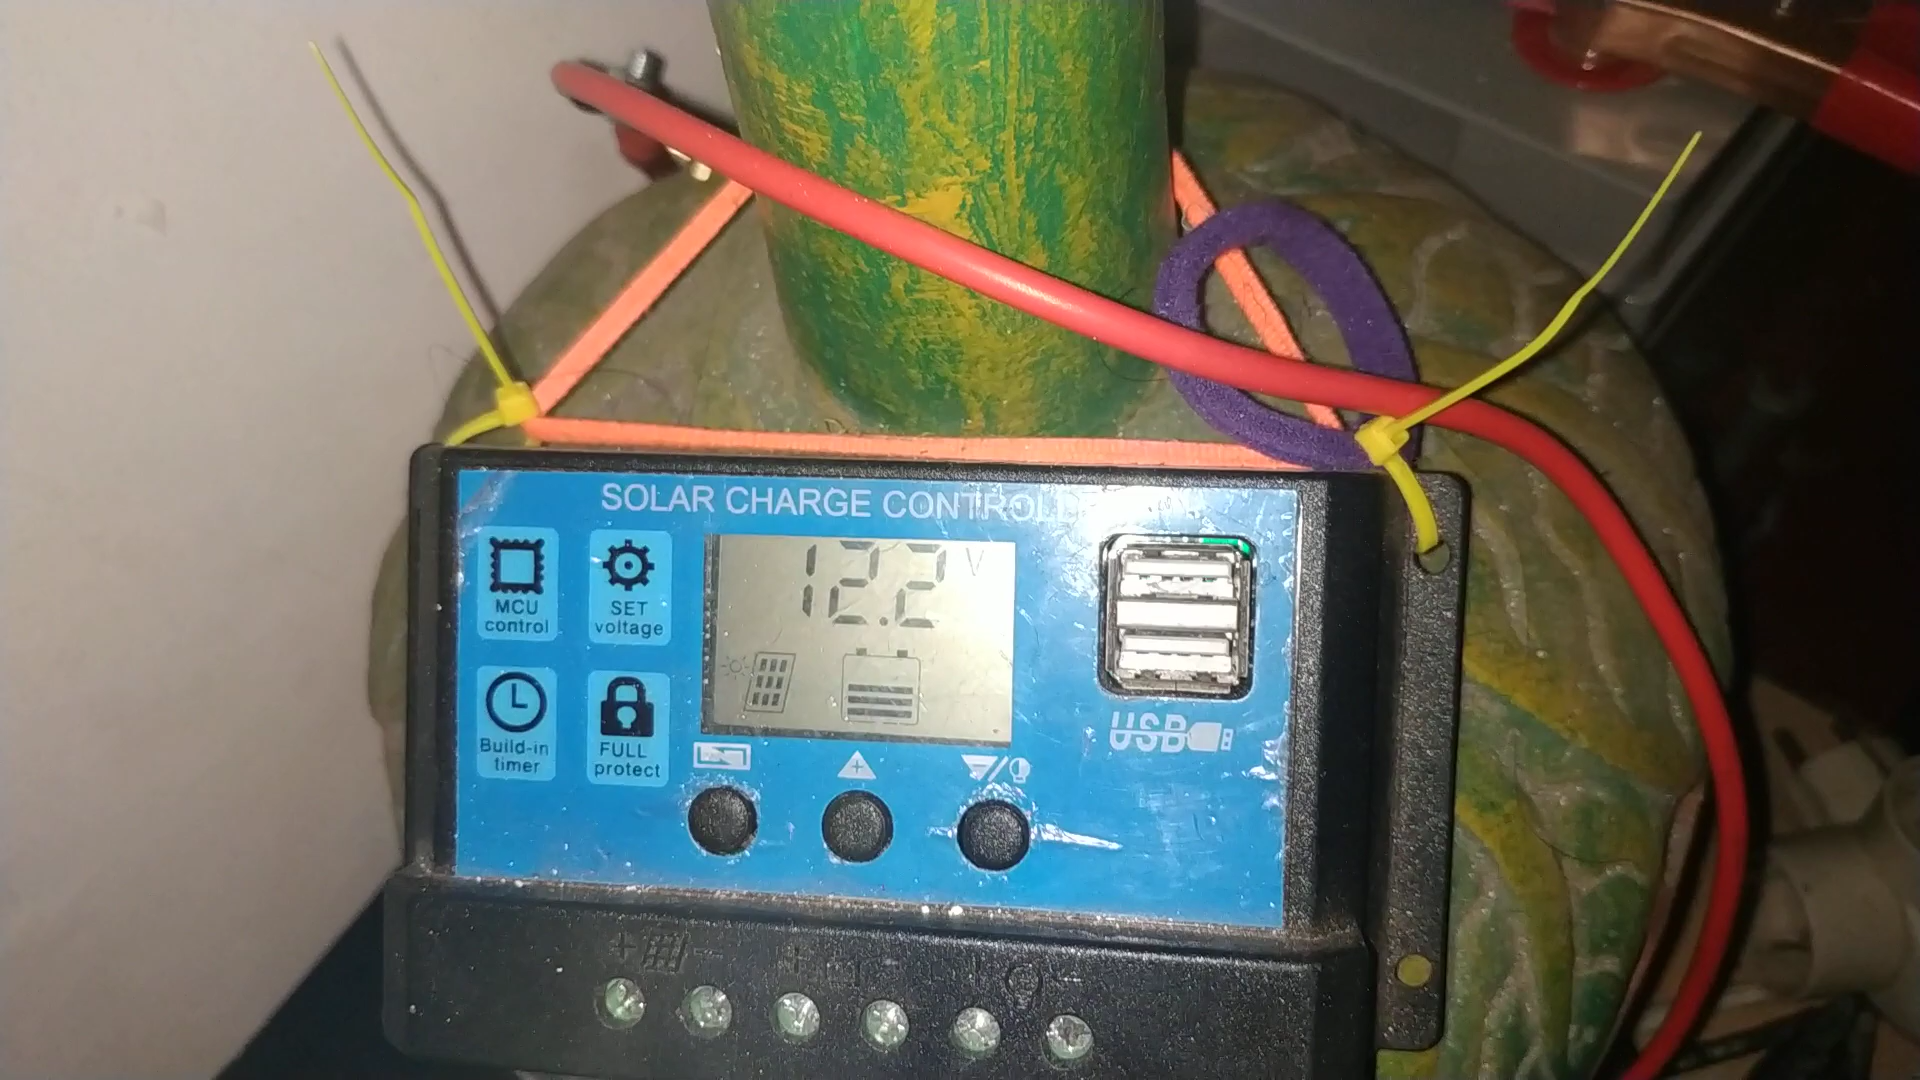 SOLAR CHARGE CONTROLL
12.2 V
MCU
control
SET
voltage
Build-in
timer
FULL
protect
USB
+ -
+ -
+ -